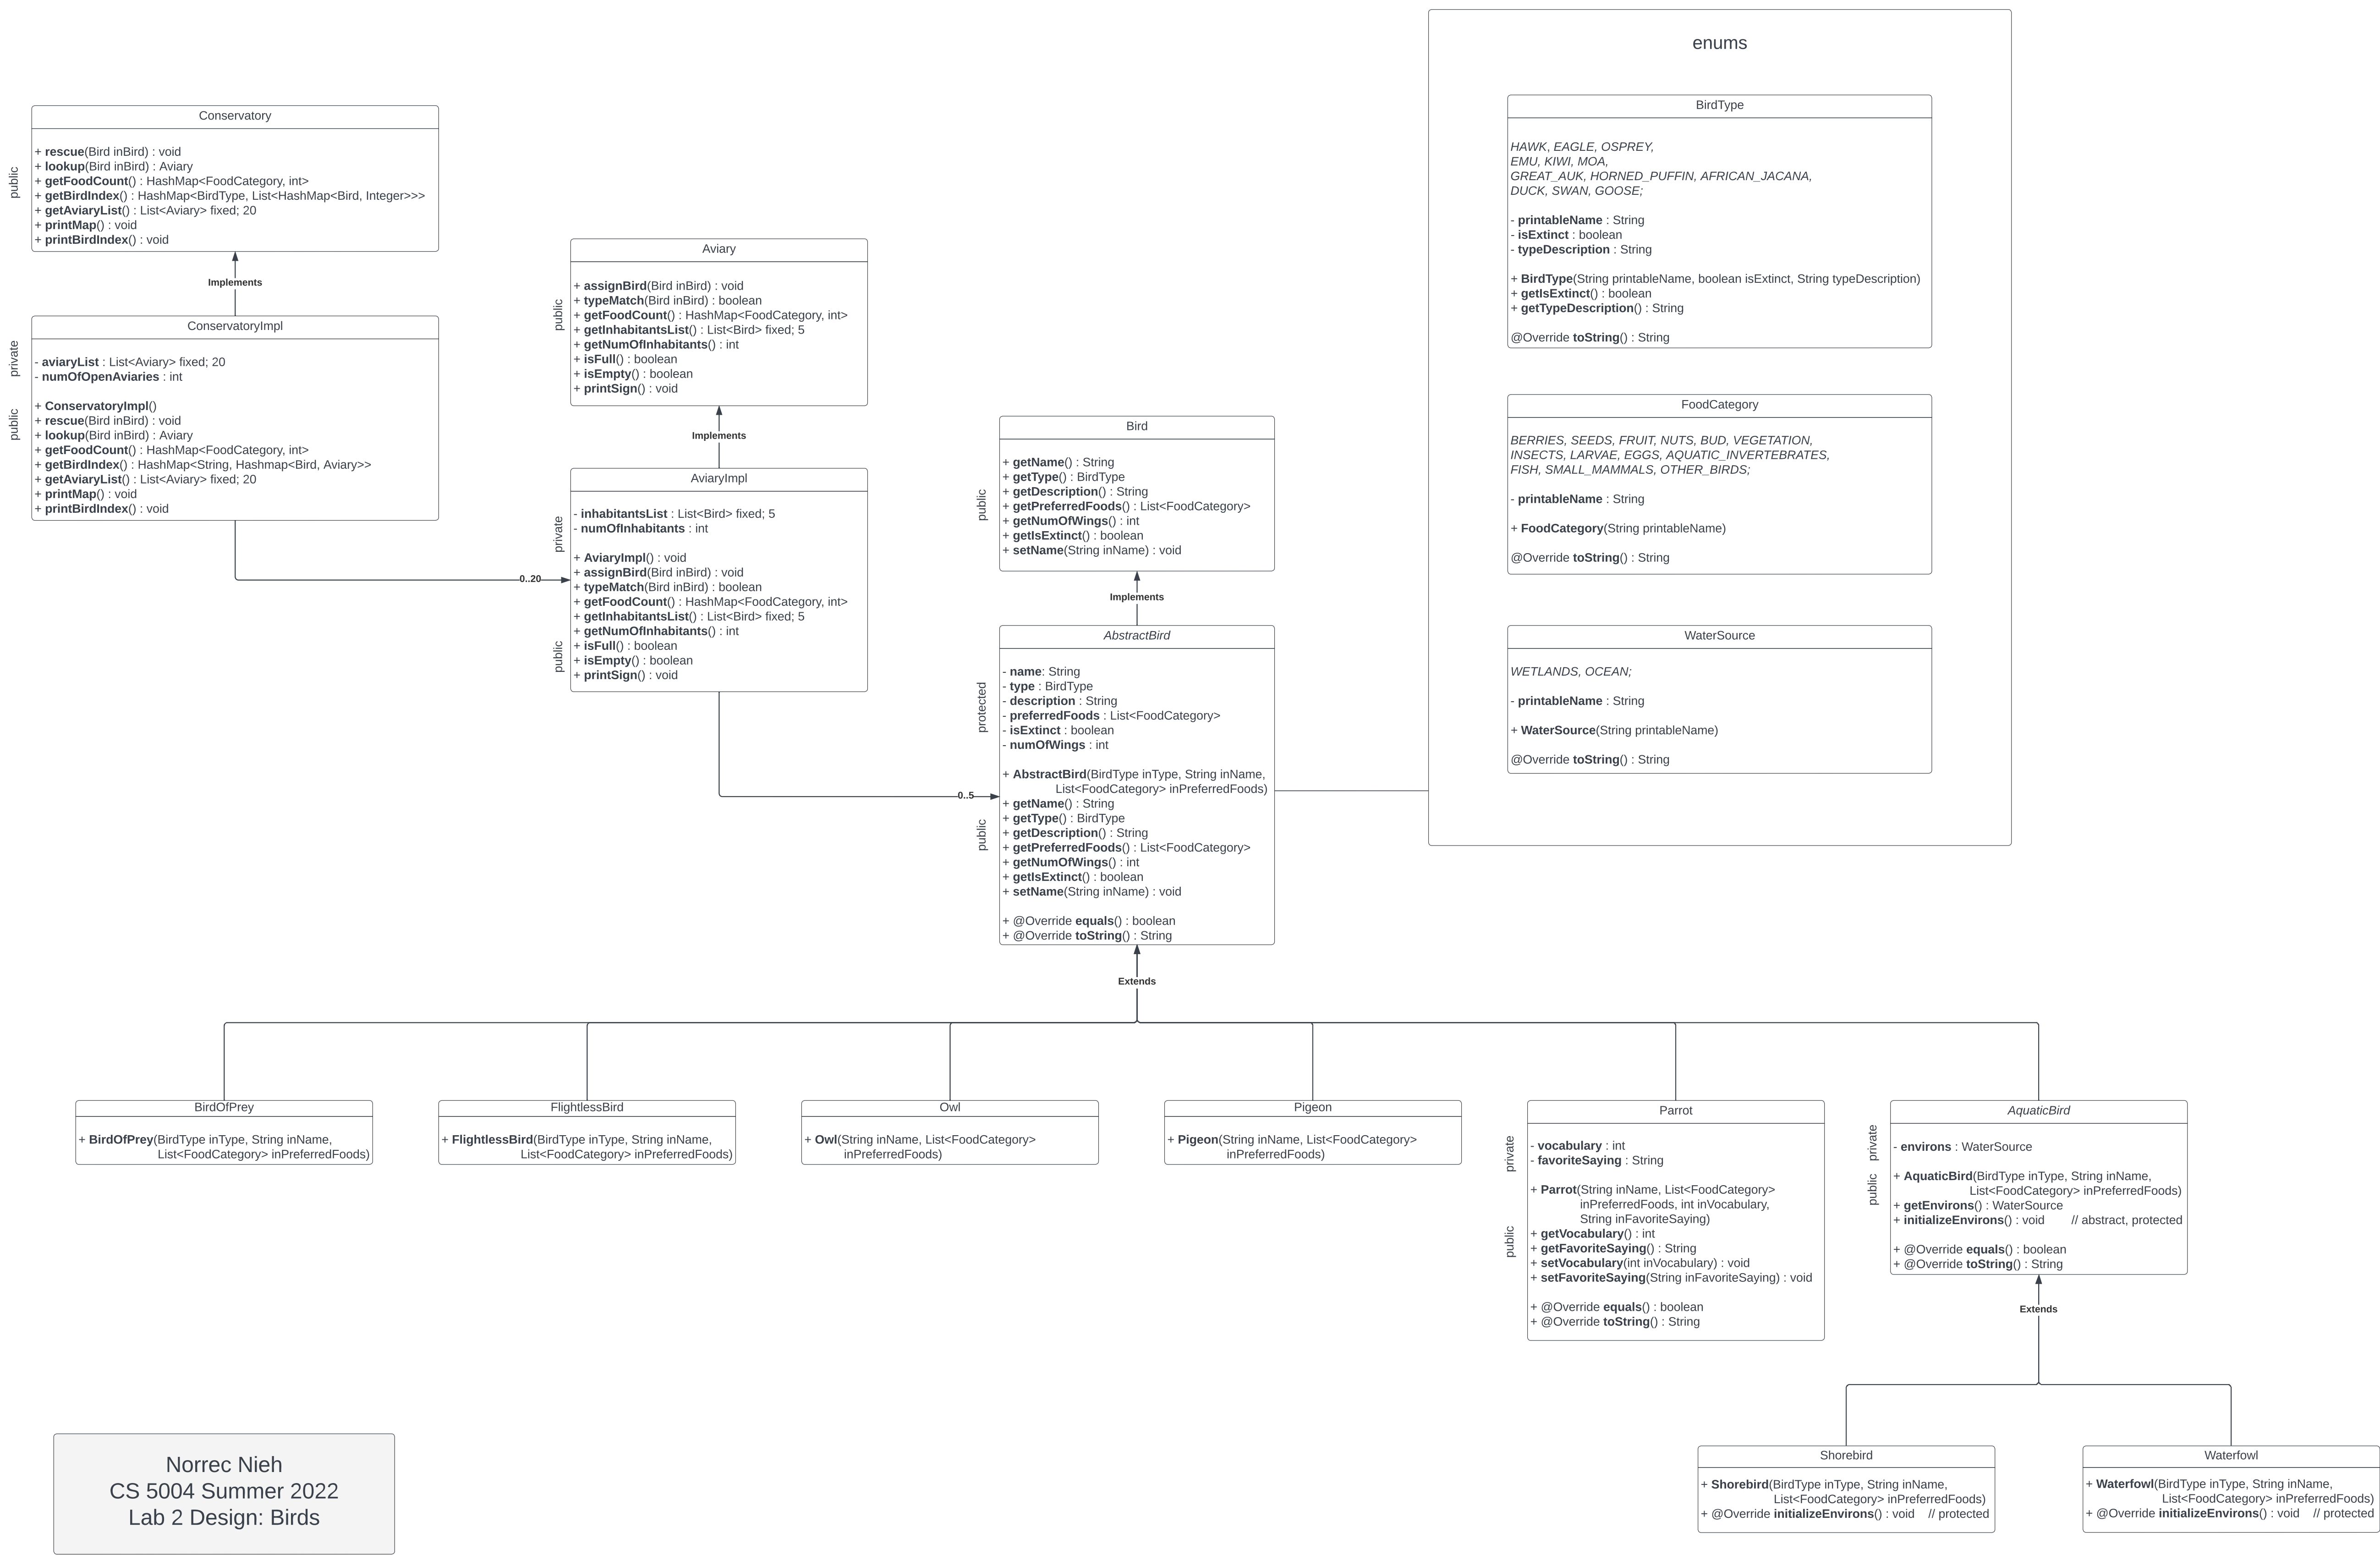 enums
BirdType
HAWK, EAGLE, OSPREY,
EMU, KIWI, MOA,
GREAT_AUK, HORNED_PUFFIN, AFRICAN_JACANA,
DUCK, SWAN, GOOSE;
- printableName : String
- isExtinct : boolean
- typeDescription : String
+ BirdType(String printableName, boolean isExtinct, String typeDescription)
+ getIsExtinct() : boolean
+ getTypeDescription() : String
@Override toString() : String
FoodCategory
BERRIES, SEEDS, FRUIT, NUTS, BUD, VEGETATION,
INSECTS, LARVAE, EGGS, AQUATIC_INVERTEBRATES,
FISH, SMALL_MAMMALS, OTHER_BIRDS;
- printableName : String
+ FoodCategory(String printableName)
@Override toString() : String
WaterSource
WETLANDS, OCEAN;
- printableName : String
+ WaterSource(String printableName)
@Override toString() : String
Conservatory
public
+ rescue(Bird inBird) : void
+ lookup(Bird inBird) : Aviary
+ getFoodCount() : HashMap<FoodCategory, int>
+ getBirdIndex() : HashMap<BirdType, List<HashMap<Bird, Integer>>>
+ getAviaryList() : List<Aviary> fixed; 20
+ printMap() : void
+ printBirdIndex() : void
Implements
ConservatoryImpl
private
- aviaryList : List<Aviary> fixed; 20
- numOfOpenAviaries : int
public
+ ConservatoryImpl()
+ rescue(Bird inBird) : void
+ lookup(Bird inBird) : Aviary
+ getFoodCount() : HashMap<FoodCategory, int>
+ getBirdIndex() : HashMap<String, Hashmap<Bird, Aviary>>
+ getAviaryList() : List<Aviary> fixed; 20
+ printMap() : void
+ printBirdIndex() : void
0..20
Aviary
public
+ assignBird(Bird inBird) : void
+ typeMatch(Bird inBird) : boolean
+ getFoodCount() : HashMap<FoodCategory, int>
+ getInhabitantsList() : List<Bird> fixed; 5
+ getNumOfInhabitants() : int
+ isFull() : boolean
+ isEmpty() : boolean
+ printSign() : void
Implements
AviaryImpl
private
- inhabitantsList : List<Bird> fixed; 5
- numOfInhabitants : int
public
+ AviaryImpl() : void
+ assignBird(Bird inBird) : void
+ typeMatch(Bird inBird) : boolean
+ getFoodCount() : HashMap<FoodCategory, int>
+ getInhabitantsList() : List<Bird> fixed; 5
+ getNumOfInhabitants() : int
+ isFull() : boolean
+ isEmpty() : boolean
+ printSign() : void
0..5
Bird
public
+ getName() : String
+ getType() : BirdType
+ getDescription() : String
+ getPreferredFoods() : List<FoodCategory>
+ getNumOfWings() : int
+ getIsExtinct() : boolean
+ setName(String inName) : void
Implements
AbstractBird
protected
- name: String
- type : BirdType
- description : String
- preferredFoods : List<FoodCategory>
- isExtinct : boolean
- numOfWings : int
public
+ AbstractBird(BirdType inType, String inName,
List<FoodCategory> inPreferredFoods)
+ getName() : String
+ getType() : BirdType
+ getDescription() : String
+ getPreferredFoods() : List<FoodCategory>
+ getNumOfWings() : int
+ getIsExtinct() : boolean
+ setName(String inName) : void
+ @Override equals() : boolean
+ @Override toString() : String
Extends
BirdOfPrey
+ BirdOfPrey(BirdType inType, String inName,
List<FoodCategory> inPreferredFoods)
FlightlessBird
+ FlightlessBird(BirdType inType, String inName,
List<FoodCategory> inPreferredFoods)
Owl
+ Owl(String inName, List<FoodCategory>
inPreferredFoods)
Pigeon
+ Pigeon(String inName, List<FoodCategory>
inPreferredFoods)
Parrot
private
- vocabulary : int
- favoriteSaying : String
public
+ Parrot(String inName, List<FoodCategory>
inPreferredFoods, int inVocabulary,
String inFavoriteSaying)
+ getVocabulary() : int
+ getFavoriteSaying() : String
+ setVocabulary(int inVocabulary) : void
+ setFavoriteSaying(String inFavoriteSaying) : void
+ @Override equals() : boolean
+ @Override toString() : String
AquaticBird
private
- environs : WaterSource
public
+ AquaticBird(BirdType inType, String inName,
List<FoodCategory> inPreferredFoods)
+ getEnvirons() : WaterSource
+ initializeEnvirons() : void // abstract, protected
+ @Override equals() : boolean
+ @Override toString() : String
Extends
Shorebird
+ Shorebird(BirdType inType, String inName,
List<FoodCategory> inPreferredFoods)
+ @Override initializeEnvirons() : void // protected
Waterfowl
+ Waterfowl(BirdType inType, String inName,
List<FoodCategory> inPreferredFoods)
+ @Override initializeEnvirons() : void // protected
Norrec Nieh
CS 5004 Summer 2022
Lab 2 Design: Birds